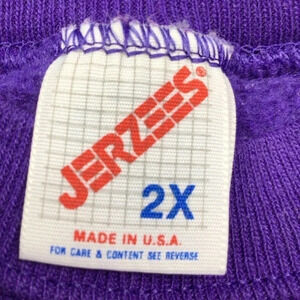 JERZEES®
2X
MADE IN U.S.A.
FOR CARE & CONTENT SEE REVERSE